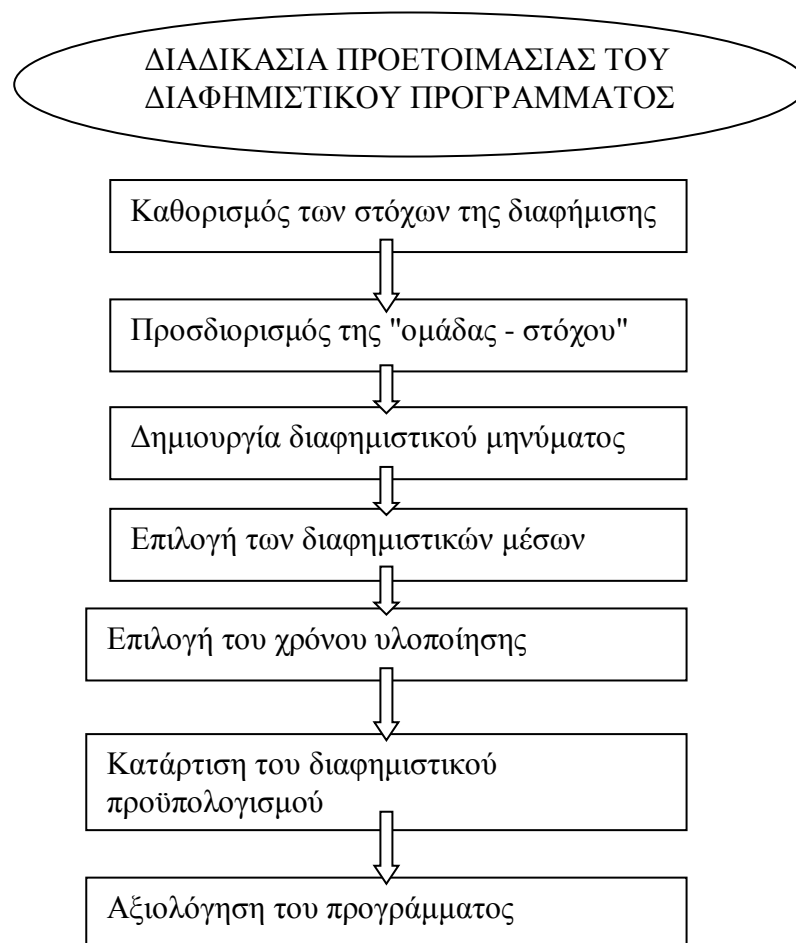 ΔΙΑΔΙΚΑΣΙΑ ΠΡΟΕΤΟΙΜΑΣΙΑΣ ΤΟΥ
ΔΙΑΦΗΜΙΣΤΙΚΟΥ ΠΡΟΓΡΑΜΜΑΤΟΣ
Καθορισμός των στόχων της διαφήμισης
Προσδιορισμός της "ομάδας - στόχου"
Δημιουργία διαφημιστικού μηνύματος
Επιλογή των διαφημιστικών μέσων
Επιλογή του χρόνου υλοποίησης
Κατάρτιση του διαφημιστικού
προϋπολογισμού
Αξιολόγηση του προγράμματος